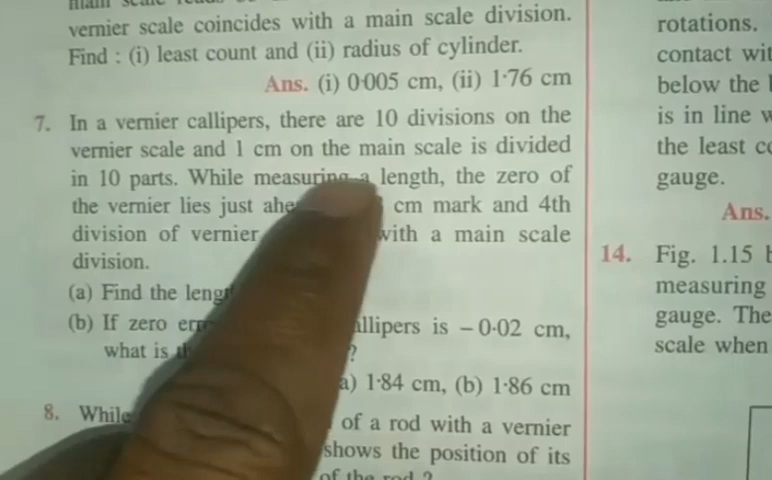 vernier scale coincides with a main scale division.
Find : (i) least count and (ii) radius of cylinder.
Ans. (i) 0·005 cm, (ii) 1·76 cm
7. In a vernier callipers, there are 10 divisions on the
vernier scale and 1 cm on the main scale is divided
in 10 parts. While measuring a length, the zero of
the vernier lies just cm mark and 4th
division of vernier with a main scale
division.
(a) Find the
(b) If zero is – 0·02 cm,
what is ?
(a) 1·84 cm, (b) 1·86 cm
8. While of a rod with a vernier
shows the position of its
of the rod ?
rotations.
contact
below the
is in line
the least
gauge.
Ans.
14. Fig. 1.15
measuring
gauge. The
scale when